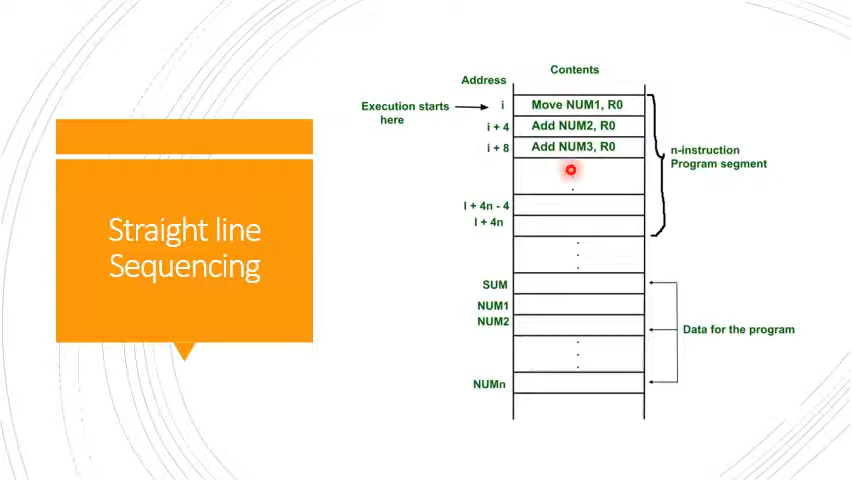 Straight line
Sequencing
Address
Contents
Execution starts
here
i
Move NUM1, R0
i + 4
Add NUM2, R0
i + 8
Add NUM3, R0
n-instruction
Program segment
I + 4n - 4
I + 4n
SUM
NUM1
NUM2
Data for the program
NUMn